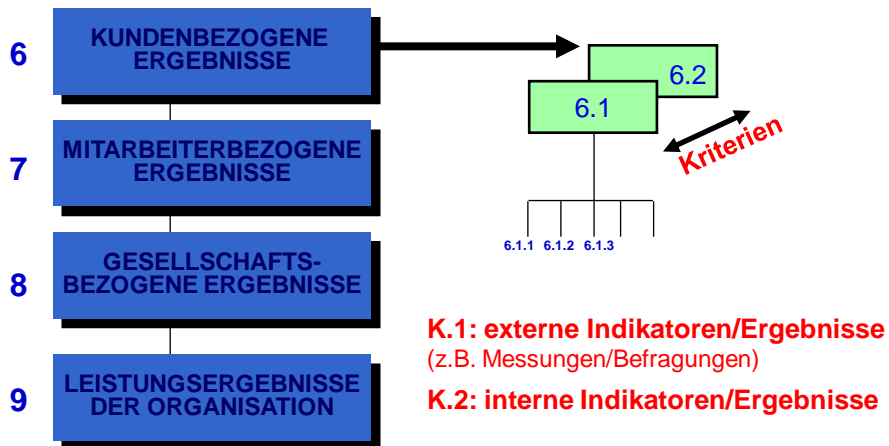 6
KUNDENBEZOGENE
ERGEBNISSE
6.2
6.1
Kriterien
7
MITARBEITERBEZOGENE
ERGEBNISSE
6.1.1 6.1.2 6.1.3
8
GESELLSCHAFTS-
BEZOGENE ERGEBNISSE
K.1: externe Indikatoren/Ergebnisse
(z.B. Messungen/Befragungen)
9
LEISTUNGSERGEBNISSE
DER ORGANISATION
K.2: interne Indikatoren/Ergebnisse